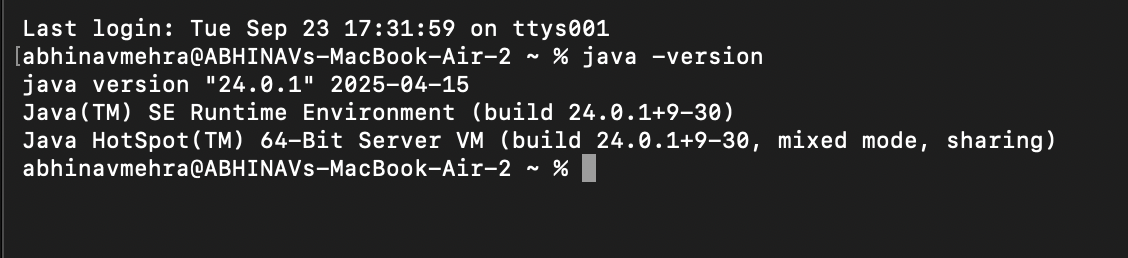 Last login: Tue Sep 23 17:31:59 on ttys001
[abhinavmehra@ABHINAVs-MacBook-Air-2 ~ % java -version
java version "24.0.1" 2025-04-15
Java(TM) SE Runtime Environment (build 24.0.1+9-30)
Java HotSpot(TM) 64-Bit Server VM (build 24.0.1+9-30, mixed mode, sharing)
abhinavmehra@ABHINAVs-MacBook-Air-2 ~ %